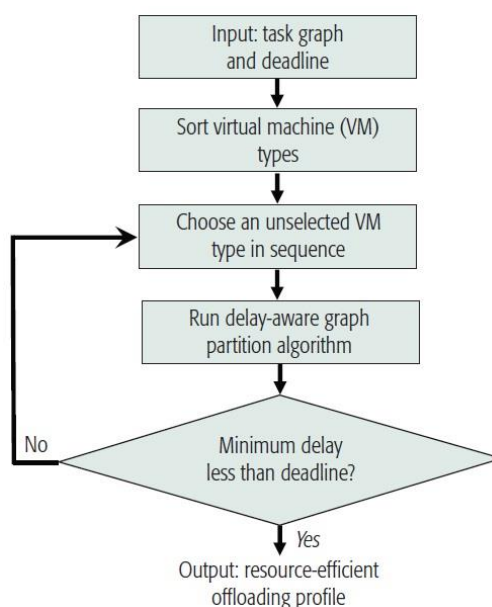 Input: task graph
and deadline
Sort virtual machine (VM)
types
Choose an unselected VM
type in sequence
Run delay-aware graph
partition algorithm
No
Minimum delay
less than deadline?
Yes
Output: resource-efficient
offloading profile